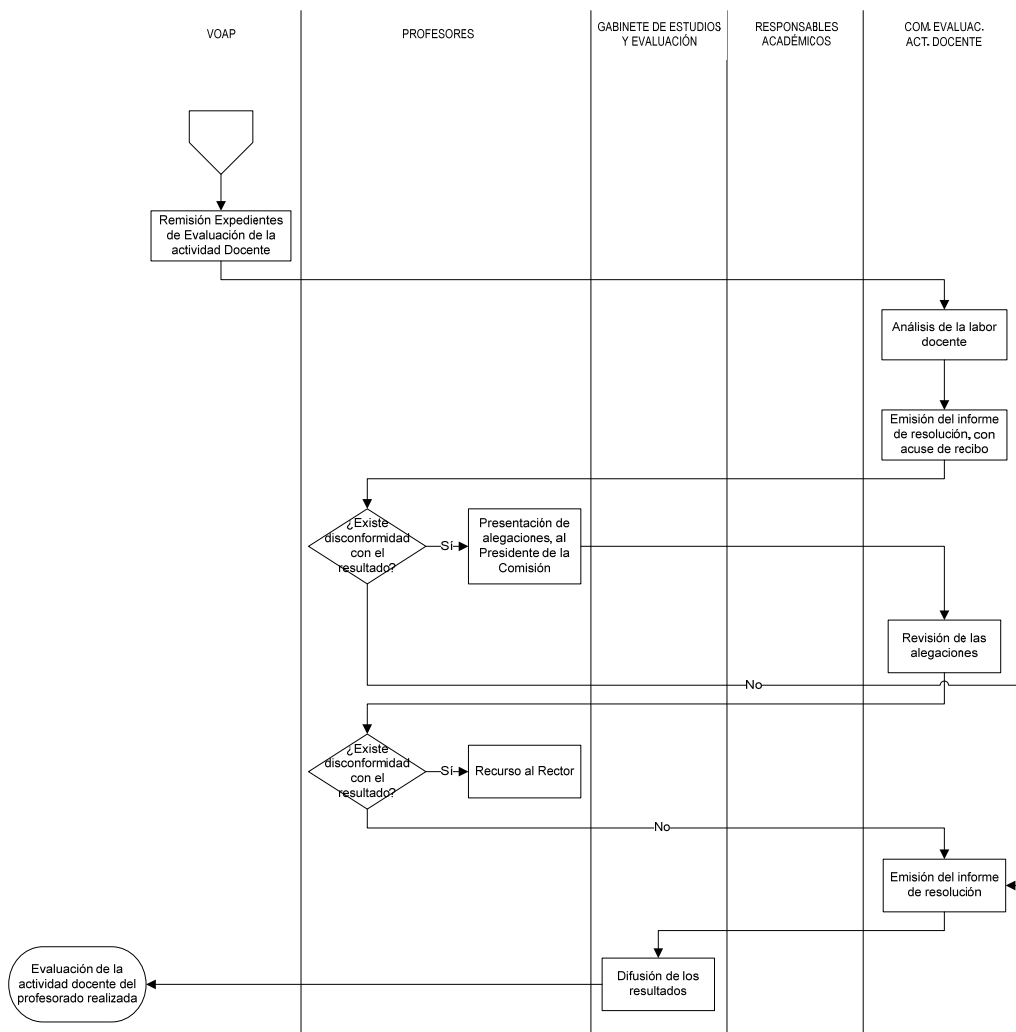 VOAP
PROFESORES
GABINETE DE ESTUDIOS
Y EVALUACIÓN
RESPONSABLES
ACADÉMICOS
COM. EVALUAC.
ACT. DOCENTE
Remisión Expedientes
de Evaluación de la
actividad Docente
Análisis de la labor
docente
Emisión del informe
de resolución, con
acuse de recibo
¿Existe
disconformidad
con el
resultado?
Sí
Presentación de
alegaciones, al
Presidente de la
Comisión
Revisión de las
alegaciones
No
¿Existe
disconformidad
con el
resultado?
Sí
Recurso al Rector
No
Emisión del informe
de resolución
Difusión de los
resultados
Evaluación de la
actividad docente del
profesorado realizada